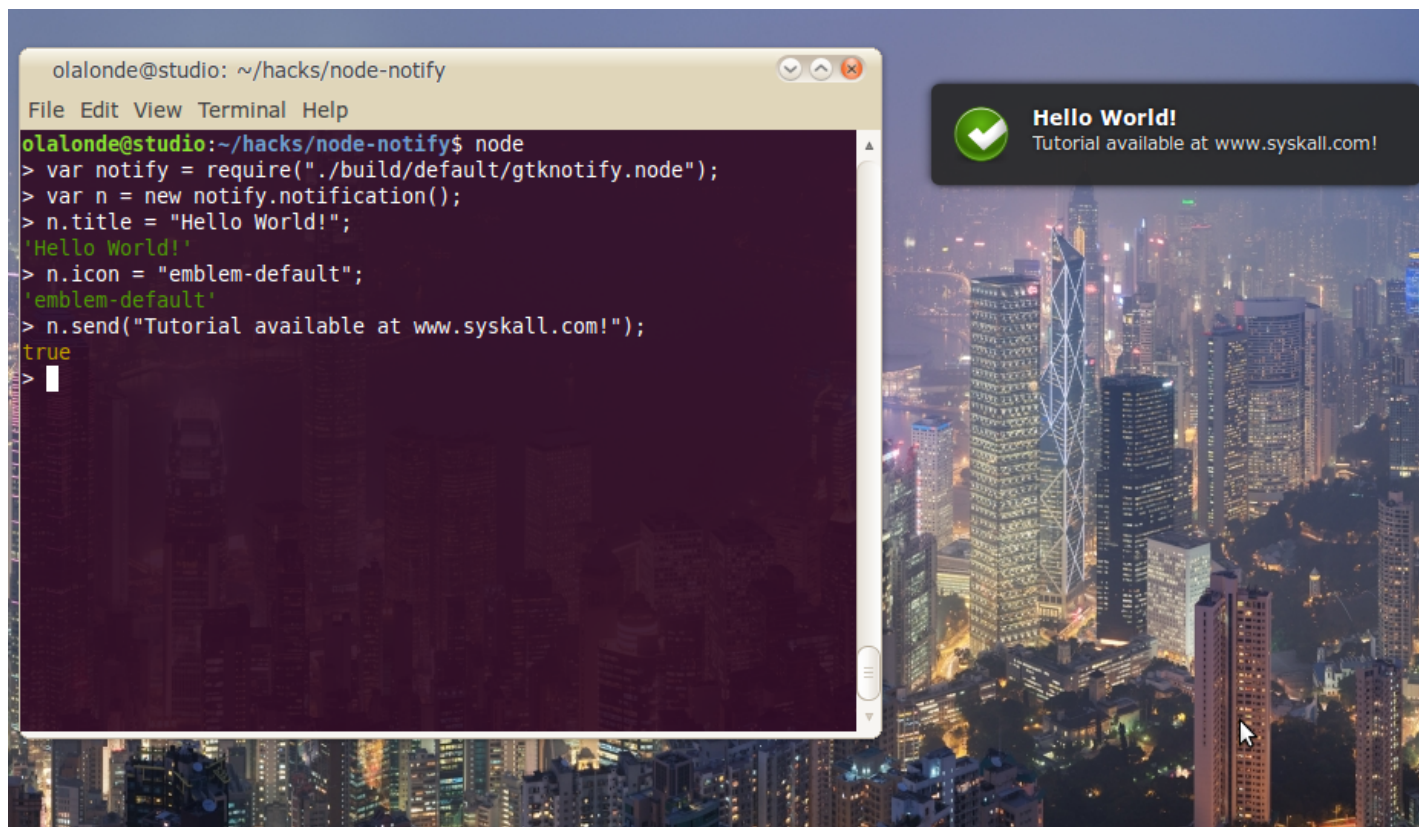 olalonde@studio: ~/hacks/node-notify
File Edit View Terminal Help
olalonde@studio:~/hacks/node-notify$ node
> var notify = require("./build/default/gtknotify.node");
> var n = new notify.notification();
> n.title = "Hello World!";
'Hello World!'
> n.icon = "emblem-default";
'emblem-default'
> n.send("Tutorial available at www.syskall.com!");
true
>
Hello World!
Tutorial available at www.syskall.com!